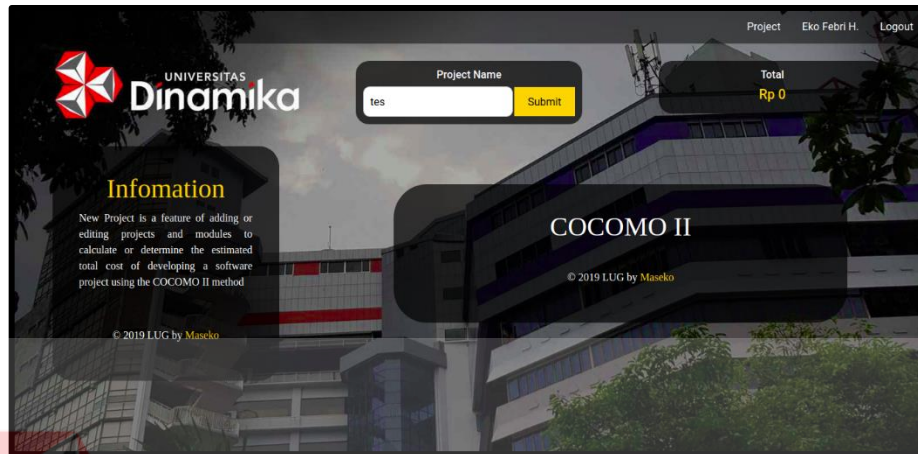 Project Eko Febri H. Logout
UNIVERSITAS
Dinamika
Project Name
tes Submit
Total
Rp 0
Infomation
New Project is a feature of adding or
editing projects and modules to
calculate or determine the estimated
total cost of developing a software
project using the COCOMO II method
© 2019 LUG by Maseko
COCOMO II
© 2019 LUG by Maseko